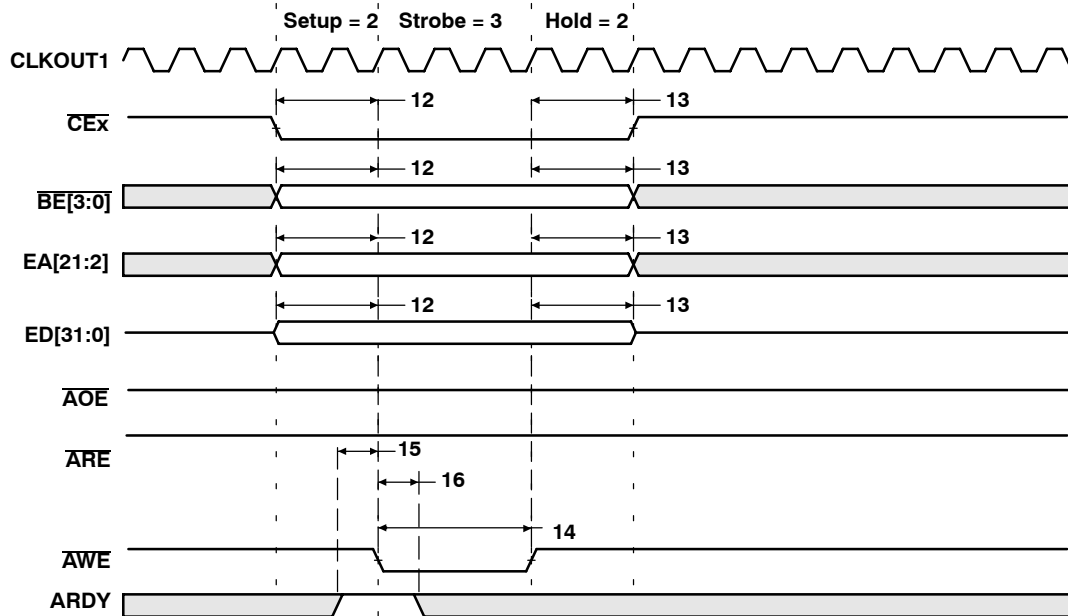 Setup = 2 Strobe = 3 Hold = 2
CLKOUT1
12 13
CEx
12 13
BE[3:0]
12 13
EA[21:2]
12 13
ED[31:0]
AOE
15
ARE
16
14
AWE
ARDY